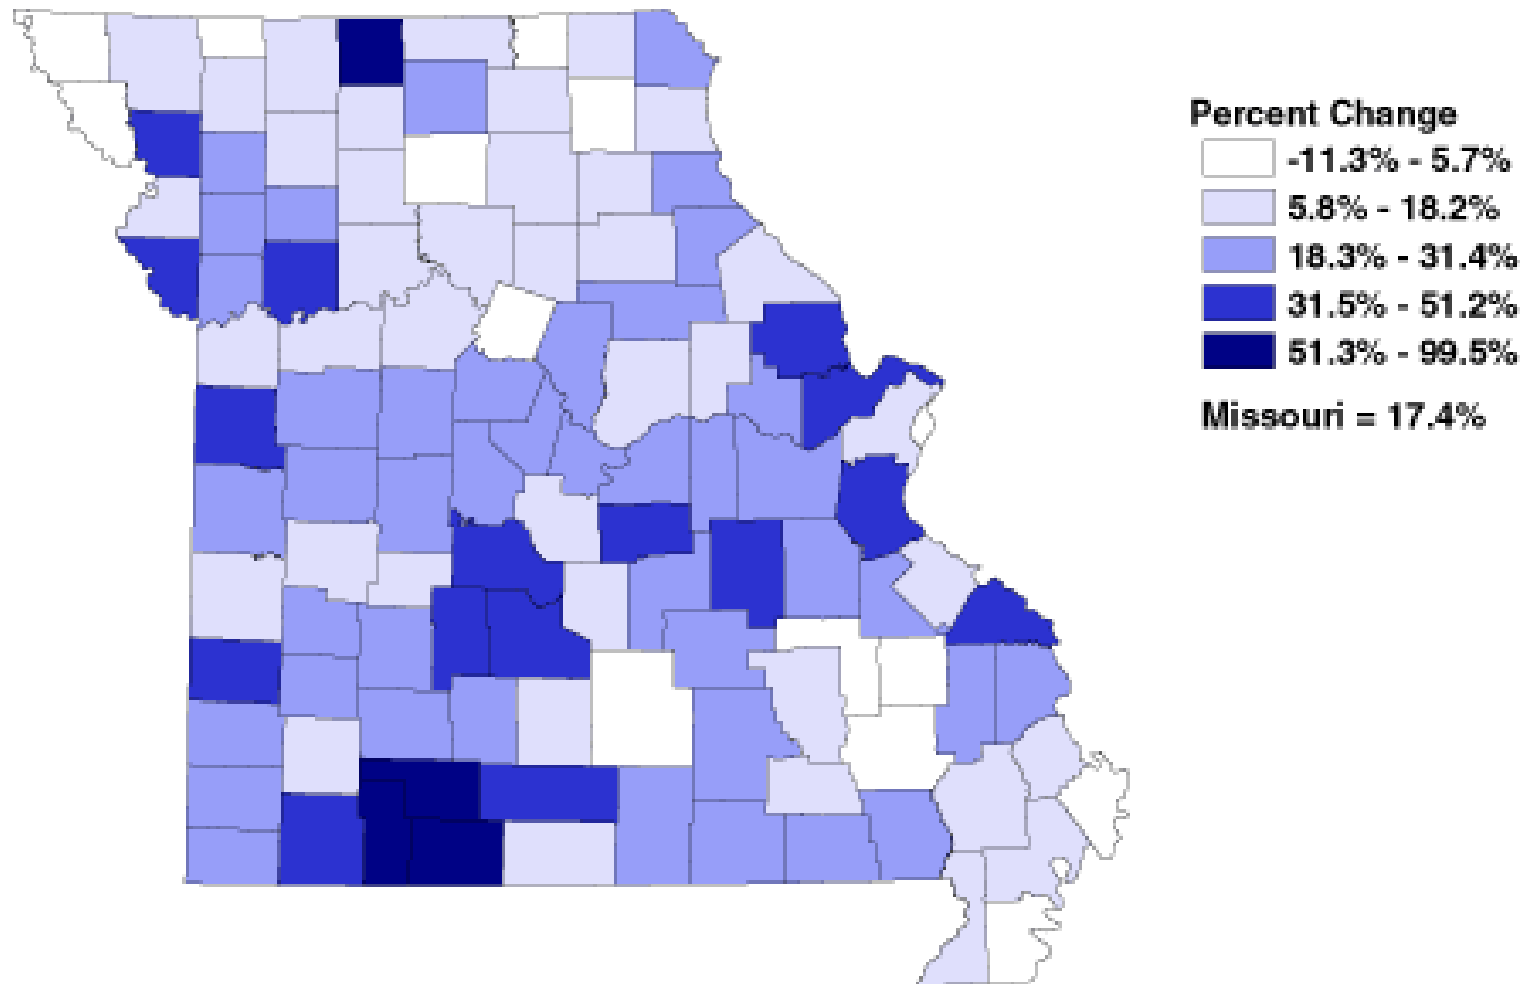 Percent Change
-11.3% - 5.7%
5.8% - 18.2%
18.3% - 31.4%
31.5% - 51.2%
51.3% - 99.5%
Missouri = 17.4%